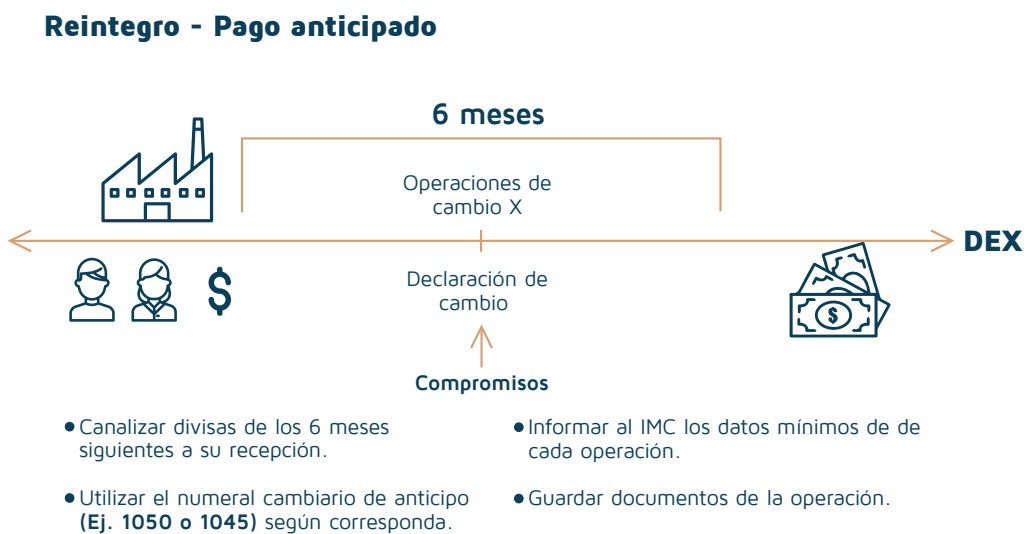 Reintegro - Pago anticipado
6 meses
Operaciones de
cambio X
DEX
$
$
Declaración de
cambio
Compromisos
• Canalizar divisas de los 6 meses
siguientes a su recepción.
• Utilizar el numeral cambiario de anticipo
(Ej. 1050 o 1045) según corresponda.
• Informar al IMC los datos mínimos de de
cada operación.
• Guardar documentos de la operación.